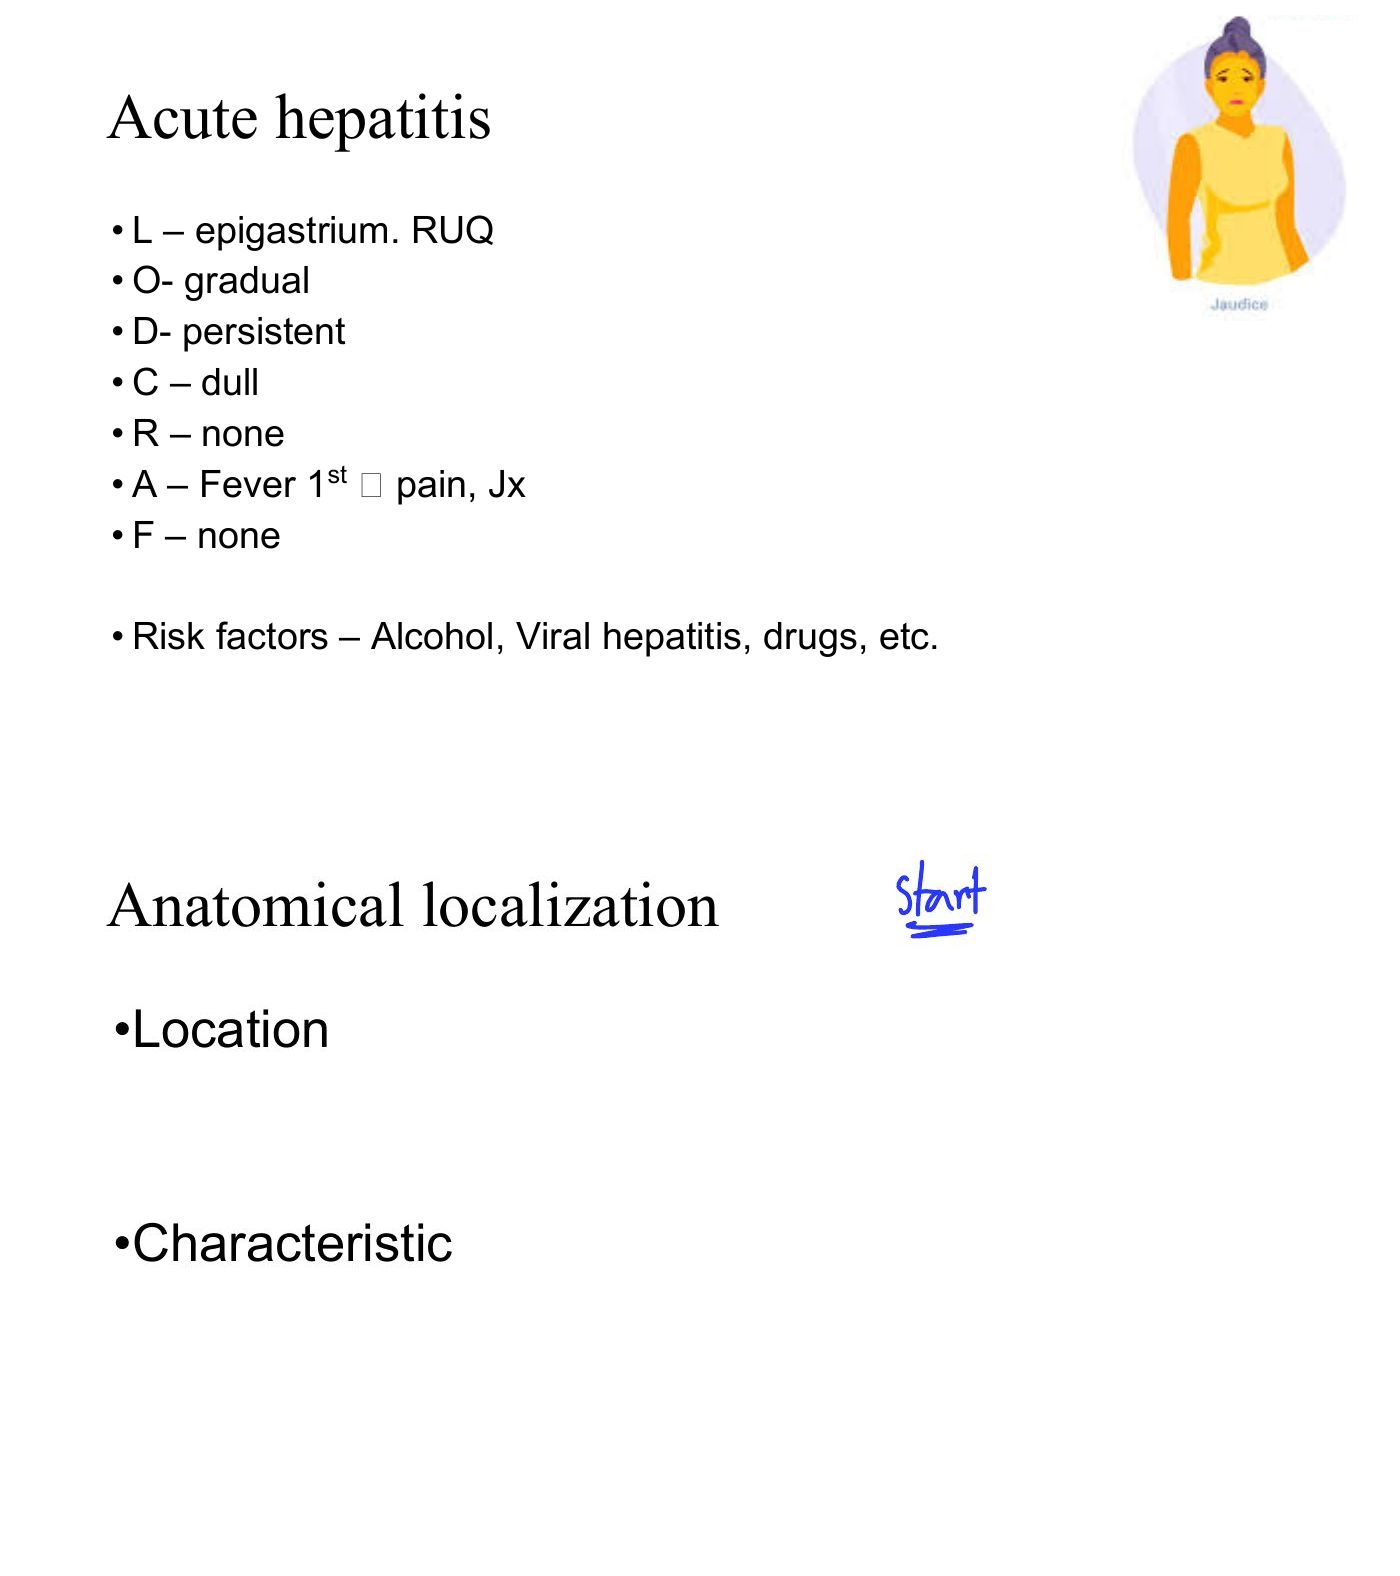 Acute hepatitis
Jaudice
• L – epigastrium. RUQ
• O- gradual
• D- persistent
• C – dull
• R – none
• A – Fever 1st □ pain, Jx
• F – none
• Risk factors – Alcohol, Viral hepatitis, drugs, etc.
Anatomical localization
start
•Location
•Characteristic